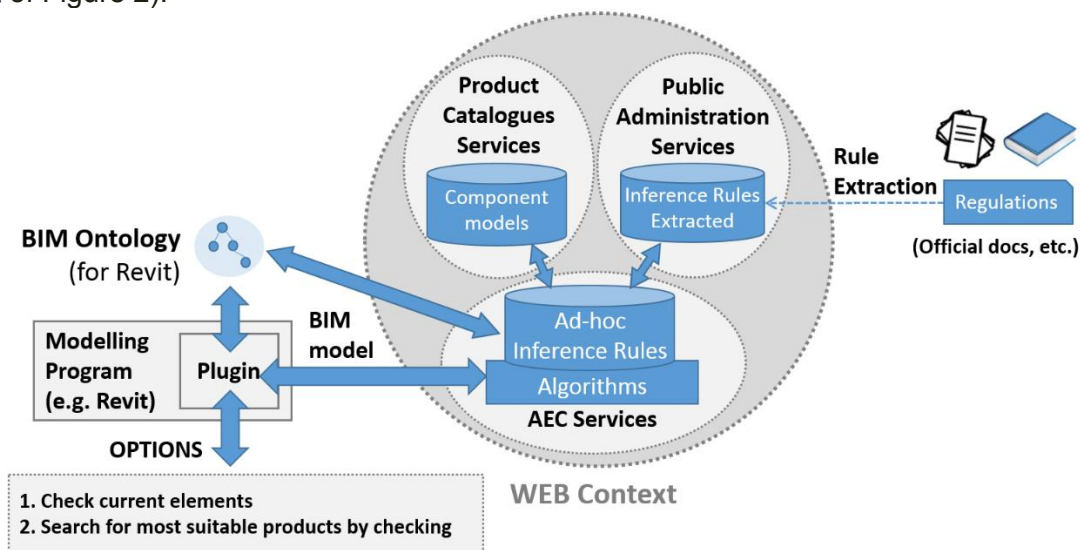 Product
Catalogues
Services
Component
models
Public
Administration
Services
Inference Rules
Extracted
Rule
Extraction
Regulations
(Official docs, etc.)
BIM Ontology
(for Revit)
Modelling
Program
(e.g. Revit)
Plugin
BIM
model
Ad-hoc
Inference Rules
Algorithms
AEC Services
OPTIONS
WEB Context
1. Check current elements
2. Search for most suitable products by checking